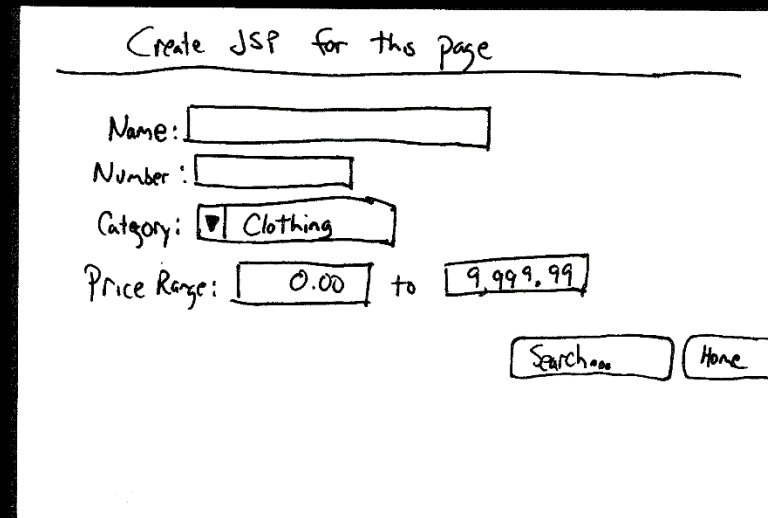 Create JSP for this page
Name:
Number:
Category: Clothing
Price Range: 0.00 to 9,999.99
Search... Home